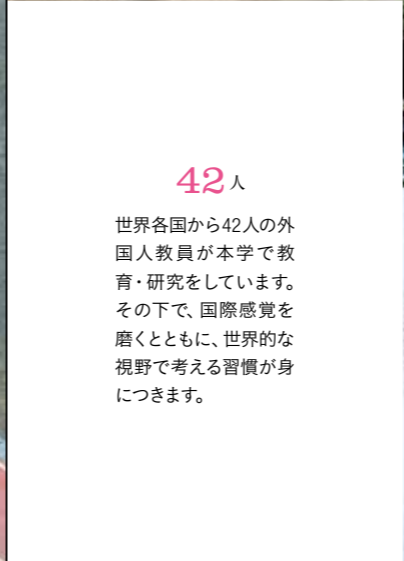 42人
世界各国から42人の外
国人教員が本学で教
育・研究をしています。
その下で、国際感覚を
磨くとともに、世界的な
視野で考える習慣が身
につきます。